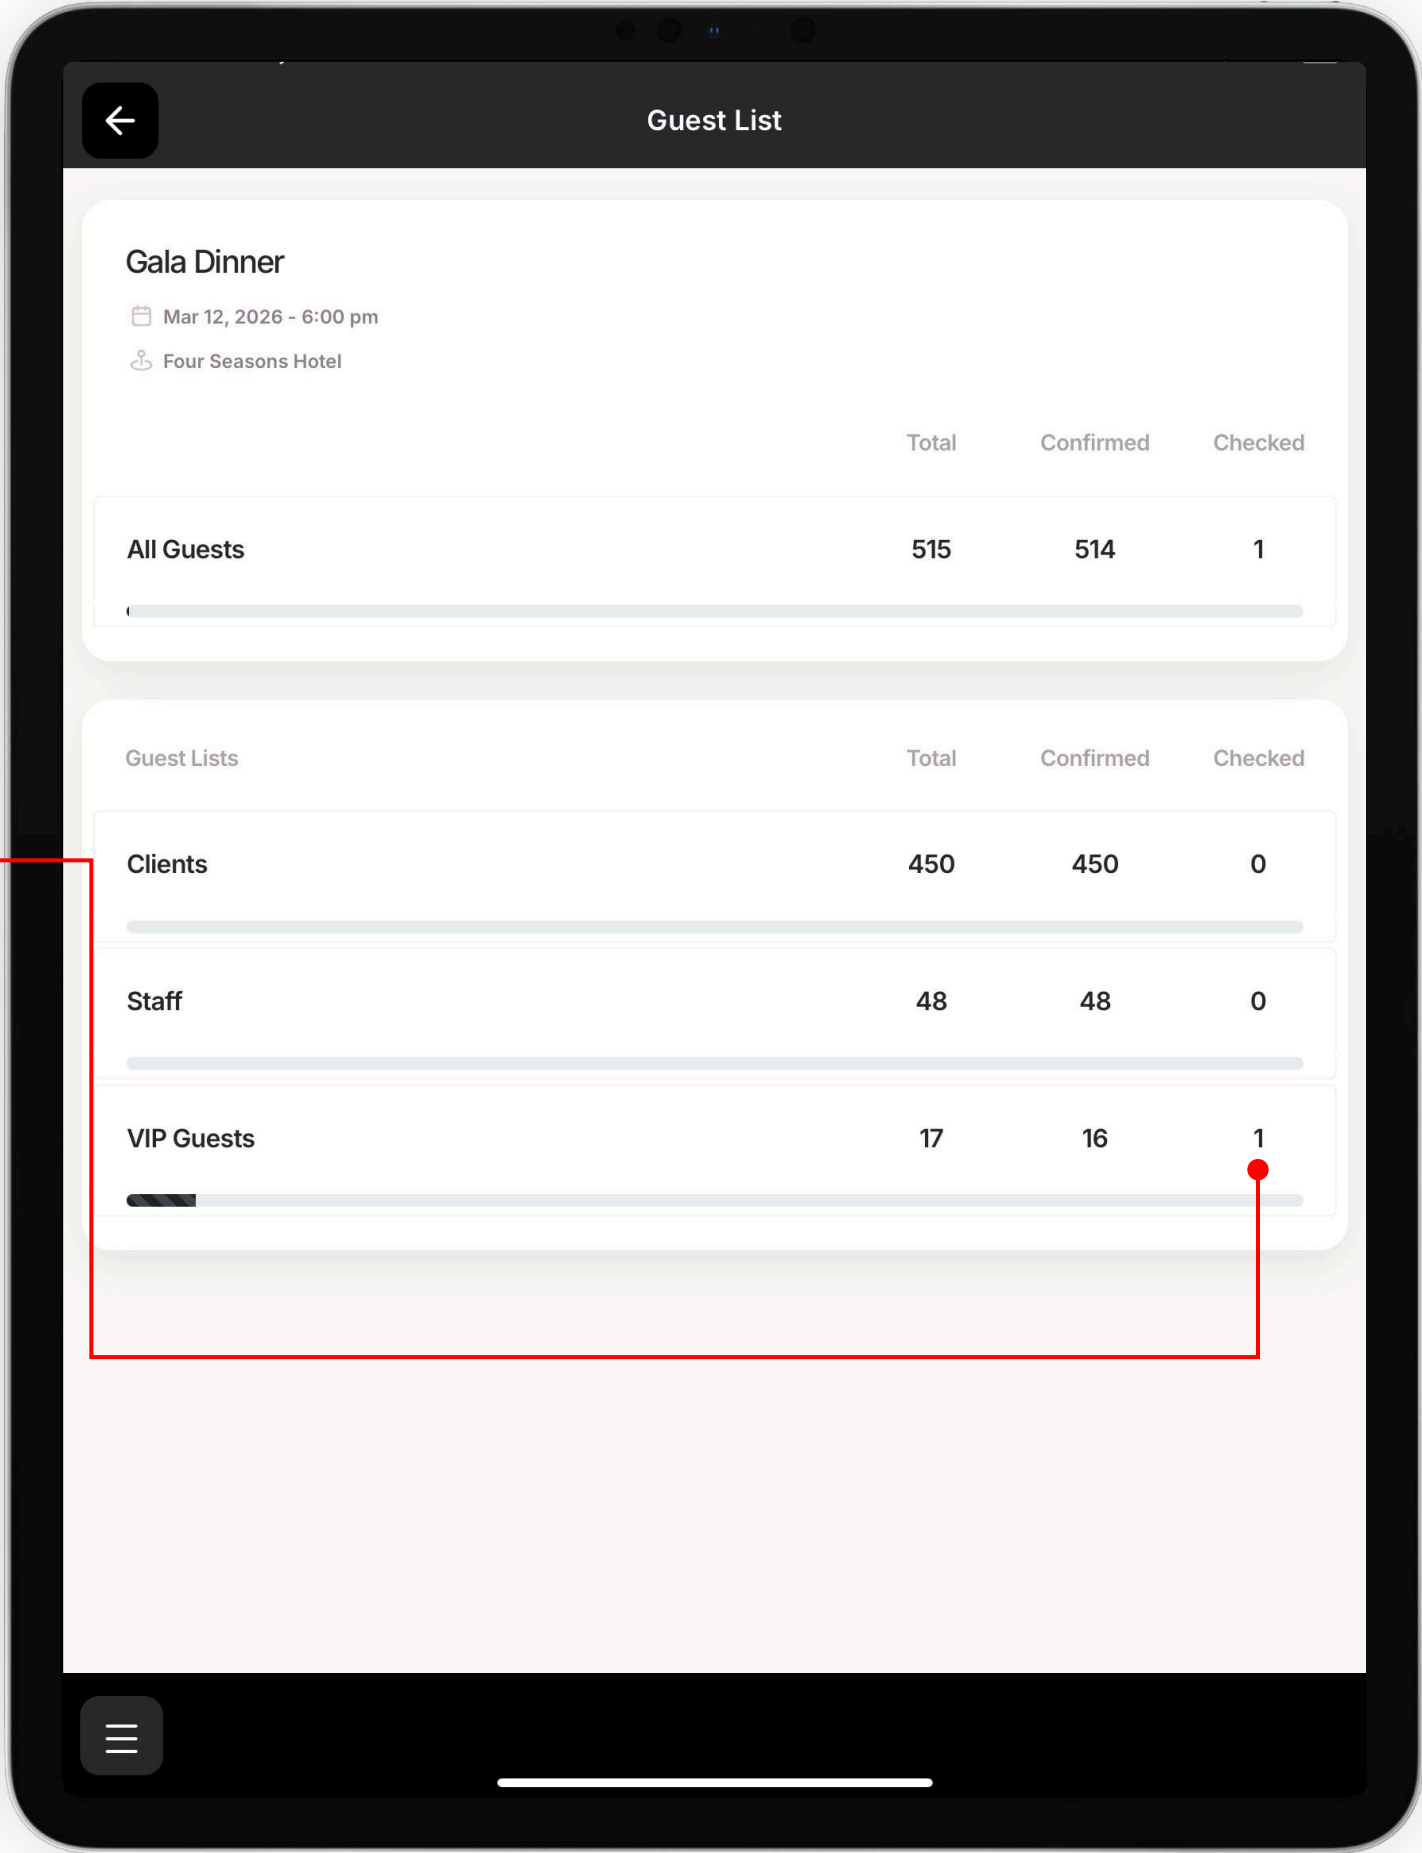 Guest List
Gala Dinner
Mar 12, 2026 - 6:00 pm
Four Seasons Hotel
Total Confirmed Checked
All Guests 515 514 1
Guest Lists Total Confirmed Checked
Clients 450 450 0
Staff 48 48 0
VIP Guests 17 16 1